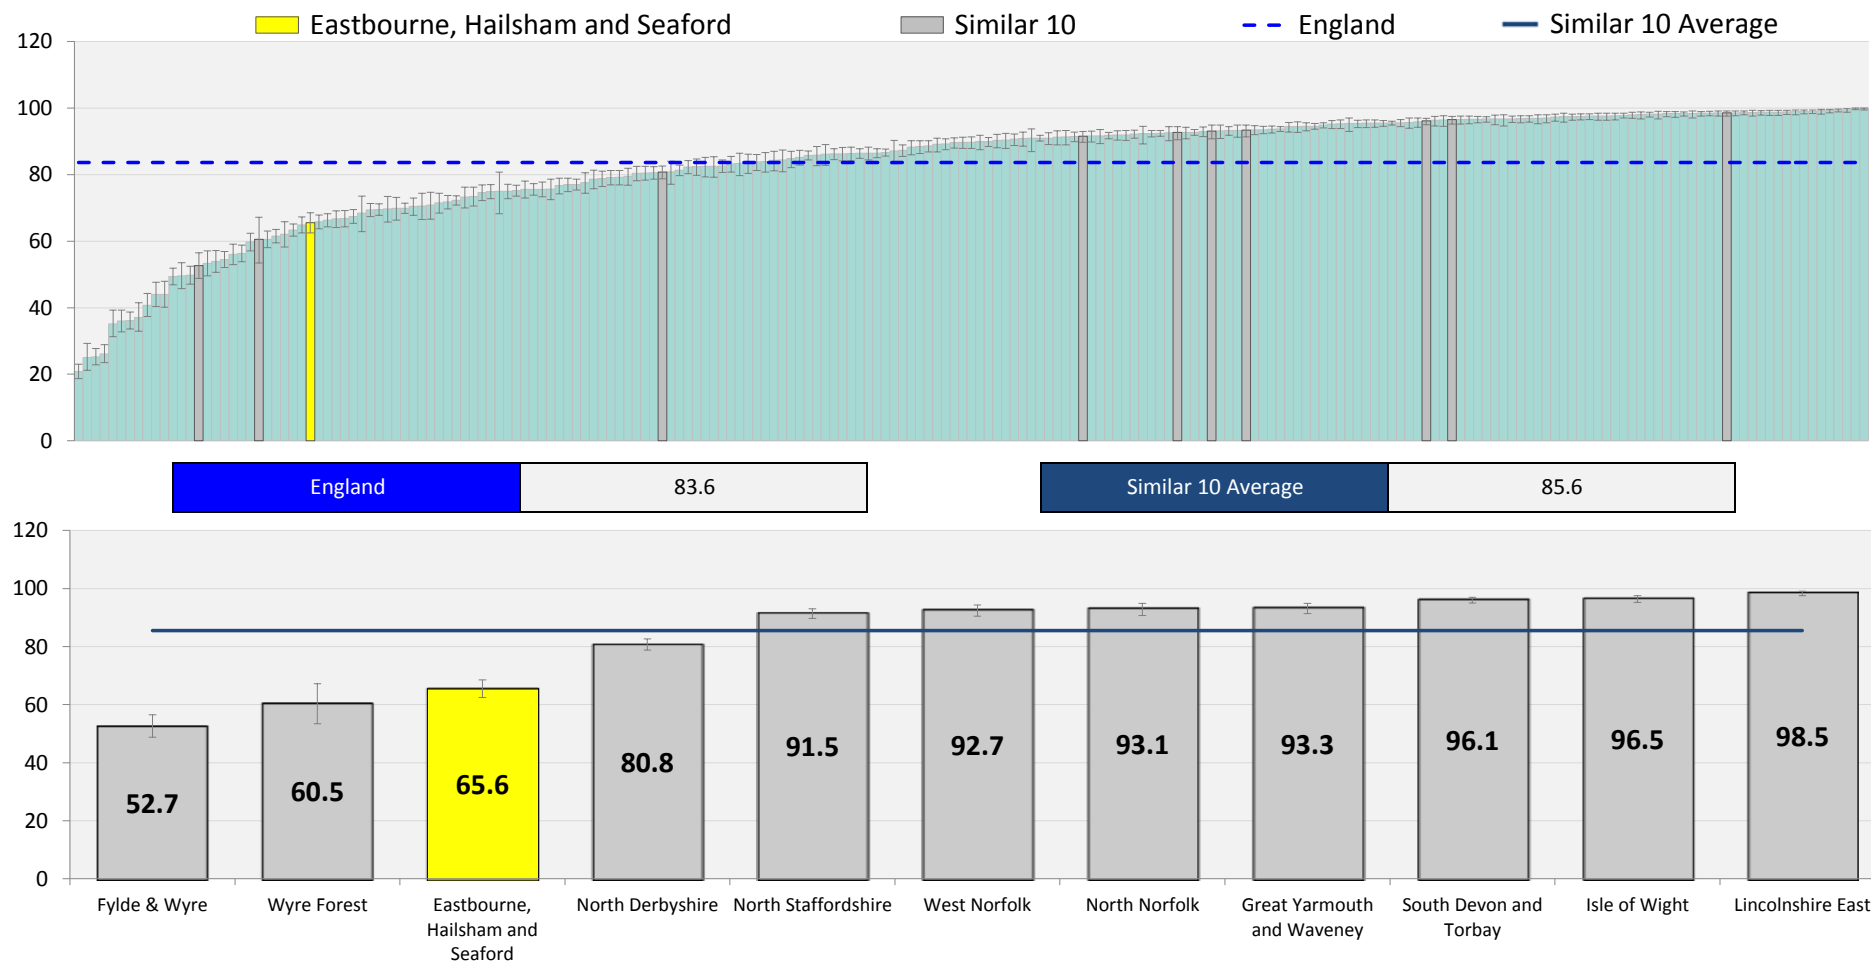 Eastbourne, Hailsham and Seaford Similar 10 England Similar 10 Average
120
100
80
60
40
20
0
England 83.6 Similar 10 Average 85.6
120
100
80
60
40
20
0
52.7 60.5 65.6 80.8 91.5 92.7 93.1 93.3 96.1 96.5 98.5
Fylde & Wyre
Wyre Forest
Eastbourne,
Hailsham and
Seaford
North Derbyshire
North Staffordshire
West Norfolk
North Norfolk
Great Yarmouth
and Waveney
South Devon and
Torbay
Isle of Wight
Lincolnshire East